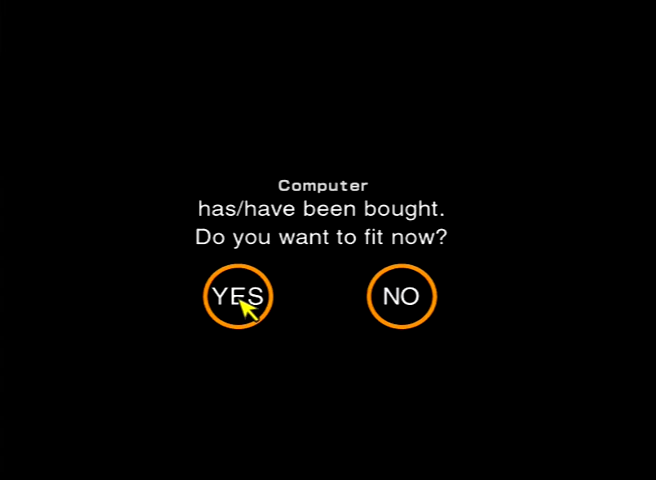 Computer
has/have been bought.
Do you want to fit now?
YES NO